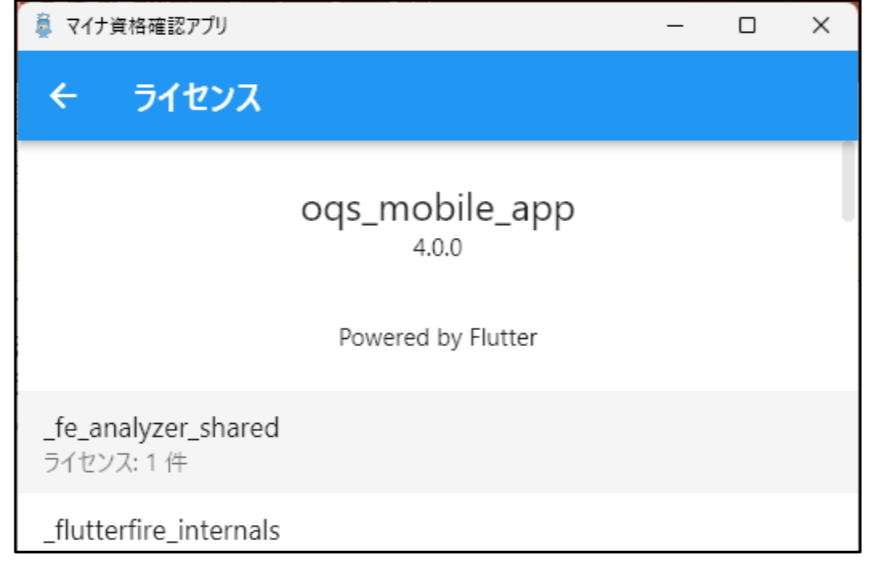 マイナ資格確認アプリ
ライセンス
oqs_mobile_app
4.0.0
Powered by Flutter
_fe_analyzer_shared
ライセンス: 1 件
_flutterfire_internals